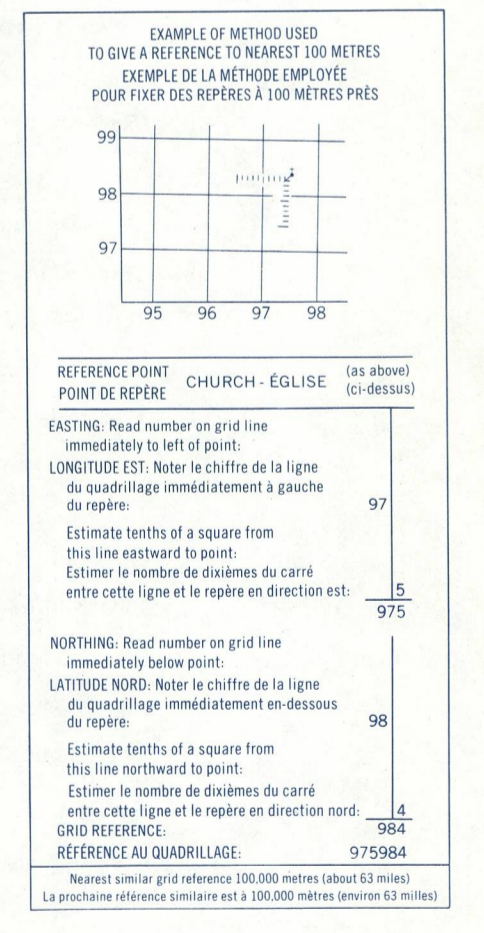 EXAMPLE OF METHOD USED
TO GIVE A REFERENCE TO NEAREST 100 METRES
EXEMPLE DE LA MÉTHODE EMPLOYÉE
POUR FIXER DES REPÈRES À 100 MÈTRES PRÈS
99
98
97
95 96 97 98
REFERENCE POINT
POINT DE REPÈRE
CHURCH - ÉGLISE
(as above)
(ci-dessus)
EASTING: Read number on grid line
immediately to left of point:
LONGITUDE EST: Noter le chiffre de la ligne
du quadrillage immédiatement à gauche
du repère: 97
Estimate tenths of a square from
this line eastward to point:
Estimer le nombre de dixièmes du carré
entre cette ligne et le repère en direction est: 5
975
NORTHING: Read number on grid line
immediately below point:
LATITUDE NORD: Noter le chiffre de la ligne
du quadrillage immédiatement en-dessous
du repère: 98
Estimate tenths of a square from
this line northward to point:
Estimer le nombre de dixièmes du carré
entre cette ligne et le repère en direction nord: 4
GRID REFERENCE: 984
RÉFÉRENCE AU QUADRILLAGE: 975984
Nearest similar grid reference 100,000 metres (about 63 miles)
La prochaine référence similaire est à 100,000 mètres (environ 63 milles)